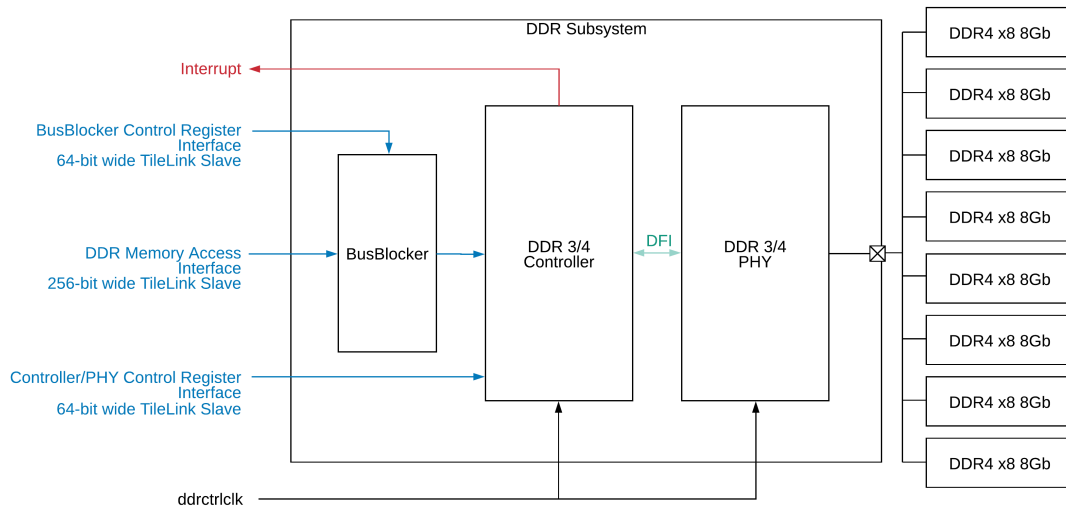 DDR Subsystem
Interrupt
BusBlocker Control Register
Interface
64-bit wide TileLink Slave
DDR Memory Access
Interface
256-bit wide TileLink Slave
Controller/PHY Control Register
Interface
64-bit wide TileLink Slave
ddrctrlclk
BusBlocker
DDR 3/4
Controller
DFI
DDR 3/4
PHY
DDR4 x8 8Gb
DDR4 x8 8Gb
DDR4 x8 8Gb
DDR4 x8 8Gb
DDR4 x8 8Gb
DDR4 x8 8Gb
DDR4 x8 8Gb
DDR4 x8 8Gb